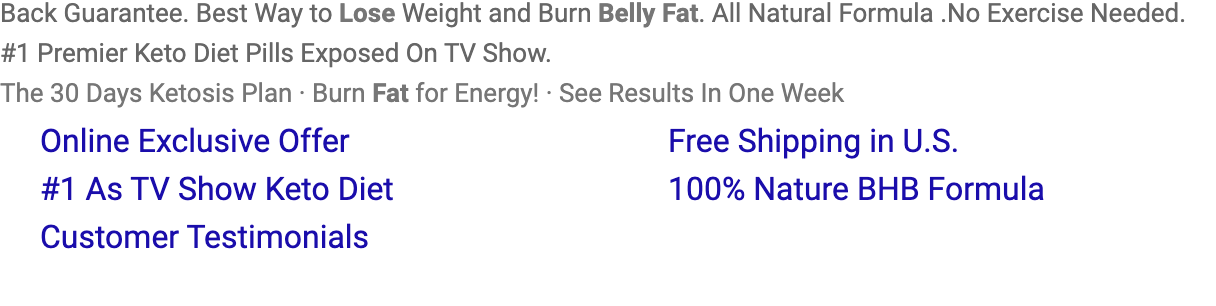 Back Guarantee. Best Way to Lose Weight and Burn Belly Fat. All Natural Formula .No Exercise Needed.
#1 Premier Keto Diet Pills Exposed On TV Show.
The 30 Days Ketosis Plan · Burn Fat for Energy! · See Results In One Week
Online Exclusive Offer
Free Shipping in U.S.
#1 As TV Show Keto Diet
100% Nature BHB Formula
Customer Testimonials